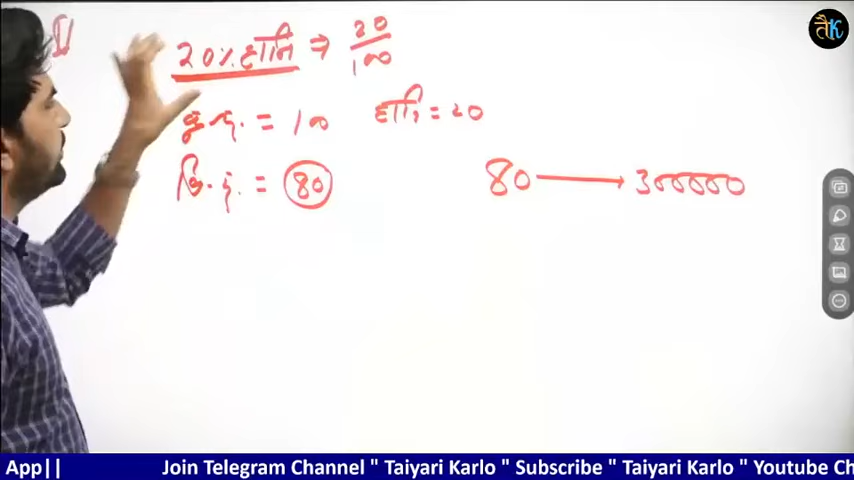 II
तैK
20% हानि ⇒ 20/100
क्र.मू. = 100 हानि = 20
वि.मू. = 80
80 → 300000
App|| Join Telegram Channel " Taiyari Karlo " Subscribe " Taiyari Karlo " Youtube Ch